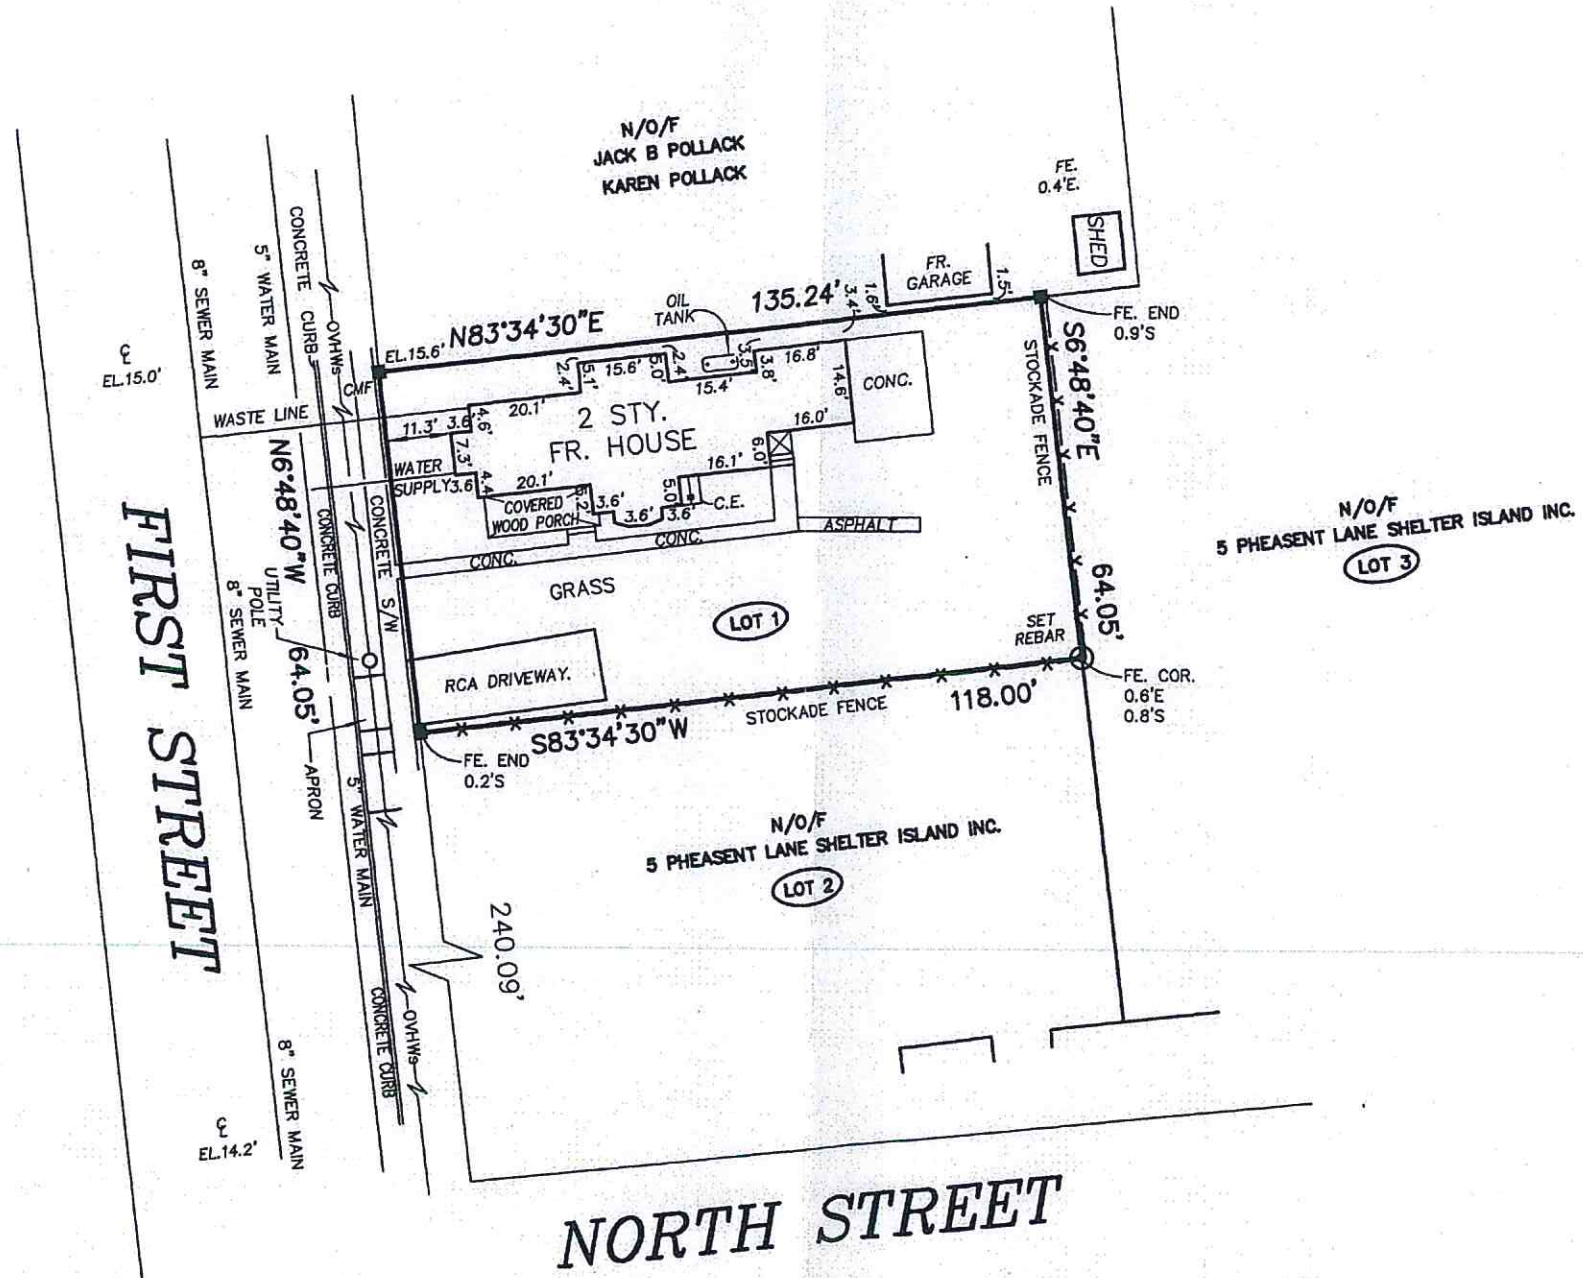 N/O/F
JACK B POLLACK
KAREN POLLACK
FE.
0.4'E.
SHED
FR.
GARAGE
1.5'
1.6'
3.4'
135.24'
OIL
TANK
N83°34'30"E
EL.15.6'
CMF
FE. END
0.9'S
S6°48'40"E
STOCKADE FENCE
64.05'
CONCRETE CURB
OVHWs
5" WATER MAIN
8" SEWER MAIN
℄
EL.15.0'
WASTE LINE
11.3'
3.6'
4.6'
20.1'
2.4'
5.1'
15.6'
5.0'
2.4'
15.4'
3.5'
3.8'
16.8'
14.6'
CONC.
16.0'
6.0'
2 STY.
FR. HOUSE
7.3'
WATER
SUPPLY
3.6
4.4
20.1'
5.2'
COVERED
WOOD PORCH
3.6'
3.6'
3.6'
5.0
16.1'
C.E.
ASPHALT
CONC.
CONC.
GRASS
LOT 1
SET
REBAR
N6°48'40"W
64.05'
CONCRETE S/W
CONCRETE CURB
UTILITY
POLE
8" SEWER MAIN
RCA DRIVEWAY.
APRON
5" WATER MAIN
FE. END
0.2'S
S83°34'30"W
STOCKADE FENCE
118.00'
FE. COR.
0.6'E
0.8'S
N/O/F
5 PHEASENT LANE SHELTER ISLAND INC.
LOT 3
N/O/F
5 PHEASENT LANE SHELTER ISLAND INC.
LOT 2
FIRST STREET
240.09'
CONCRETE CURB
OVHWs
8" SEWER MAIN
℄
EL.14.2'
NORTH STREET